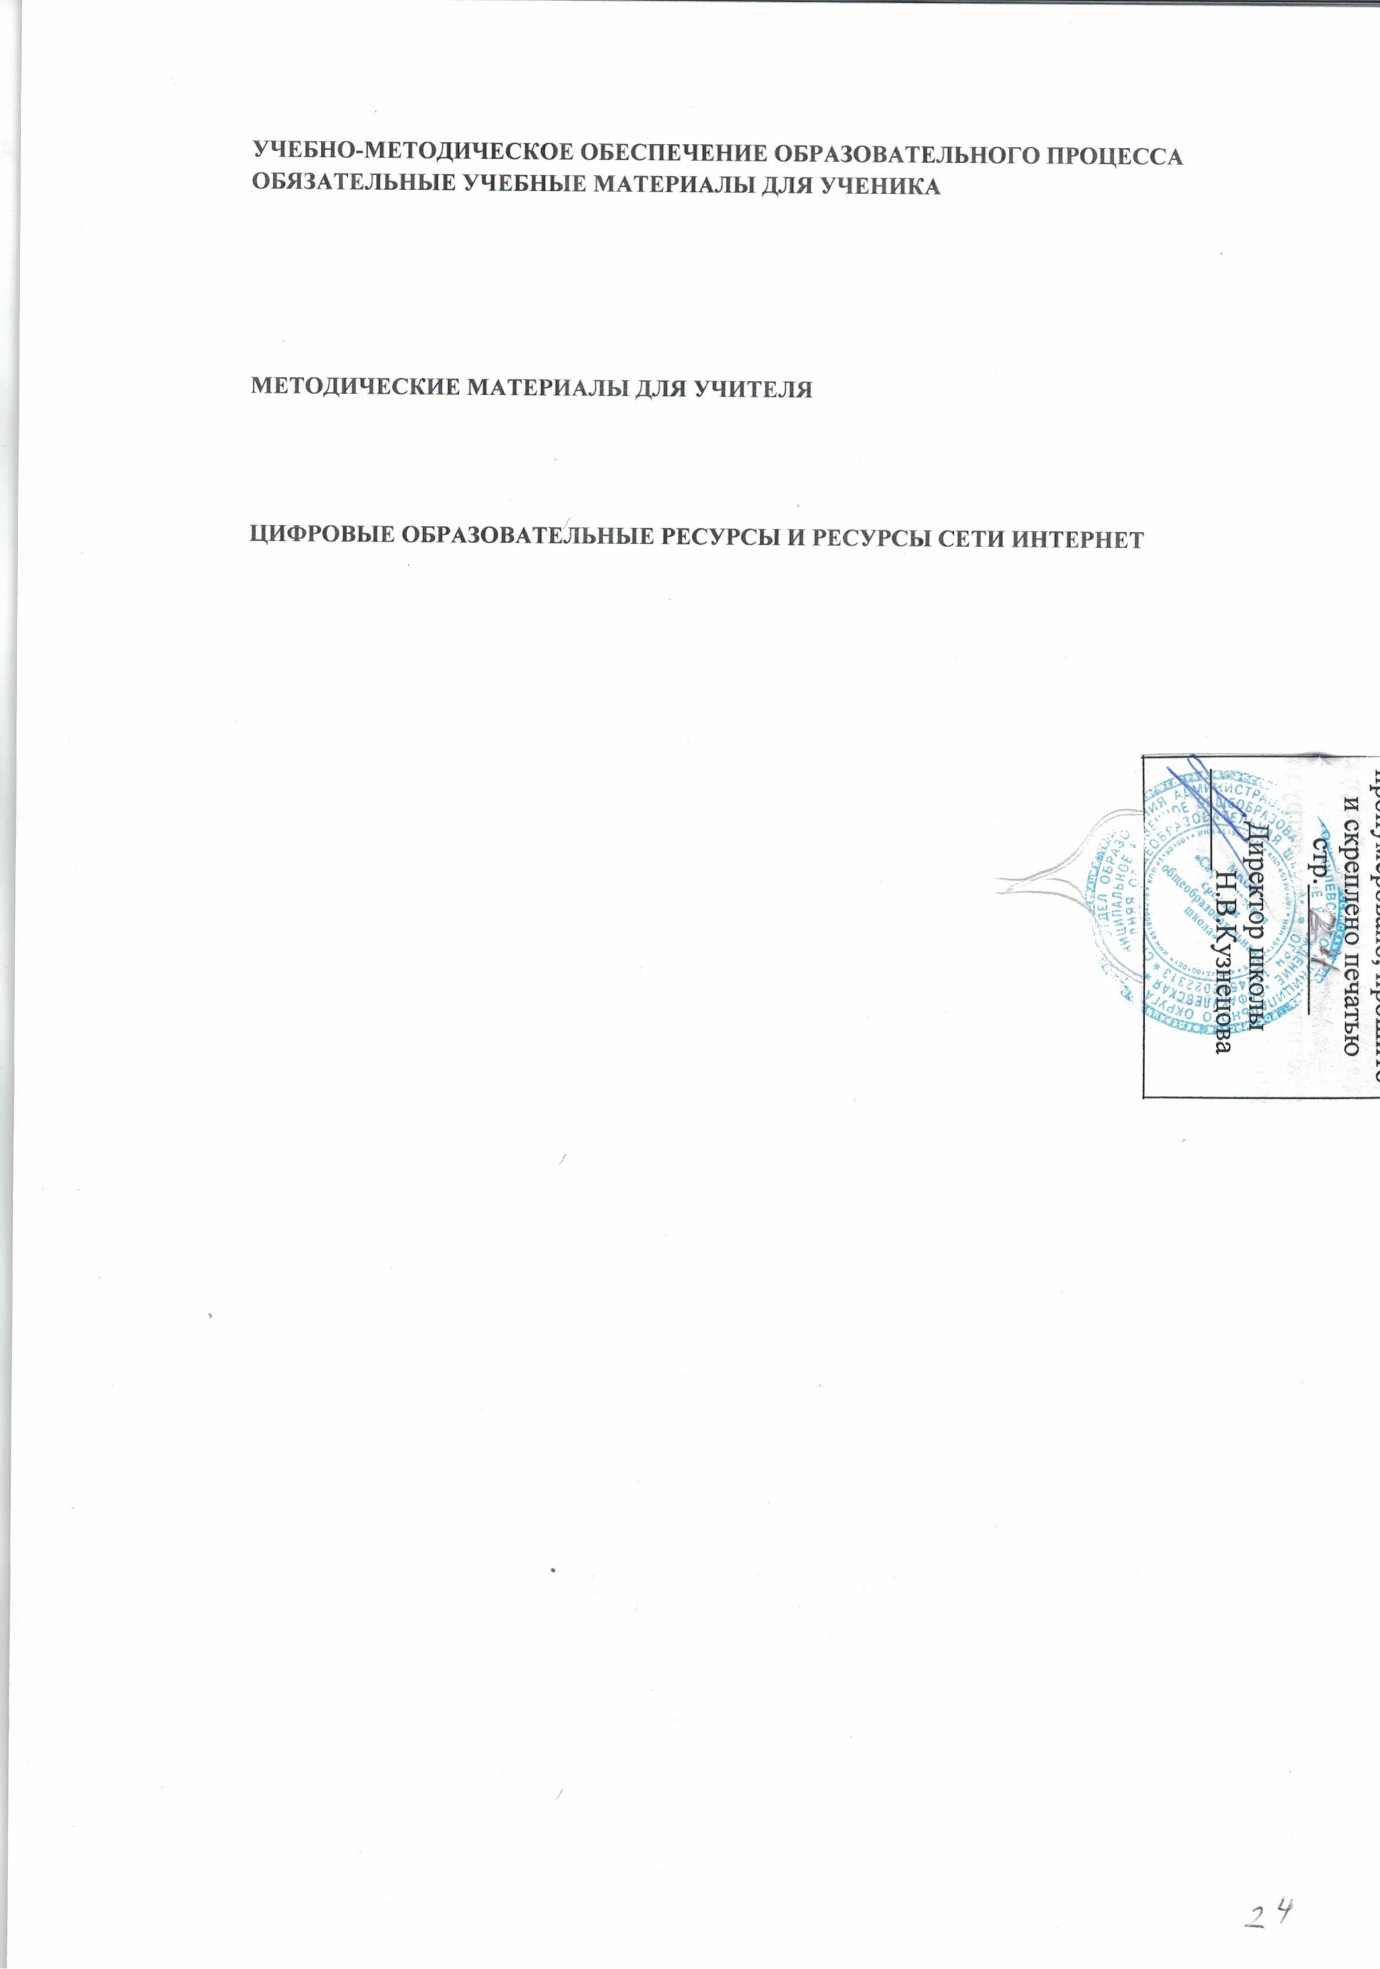 УЧЕБНО-МЕТОДИЧЕСКОЕ ОБЕСПЕЧЕНИЕ ОБРАЗОВАТЕЛЬНОГО ПРОЦЕССА
ОБЯЗАТЕЛЬНЫЕ УЧЕБНЫЕ МАТЕРИАЛЫ ДЛЯ УЧЕНИКА
МЕТОДИЧЕСКИЕ МАТЕРИАЛЫ ДЛЯ УЧИТЕЛЯ
ЦИФРОВЫЕ ОБРАЗОВАТЕЛЬНЫЕ РЕСУРСЫ И РЕСУРСЫ СЕТИ ИНТЕРНЕТ
и скреплено печатью
стр. 24
Директор школы
Н.В.Кузнецова
24